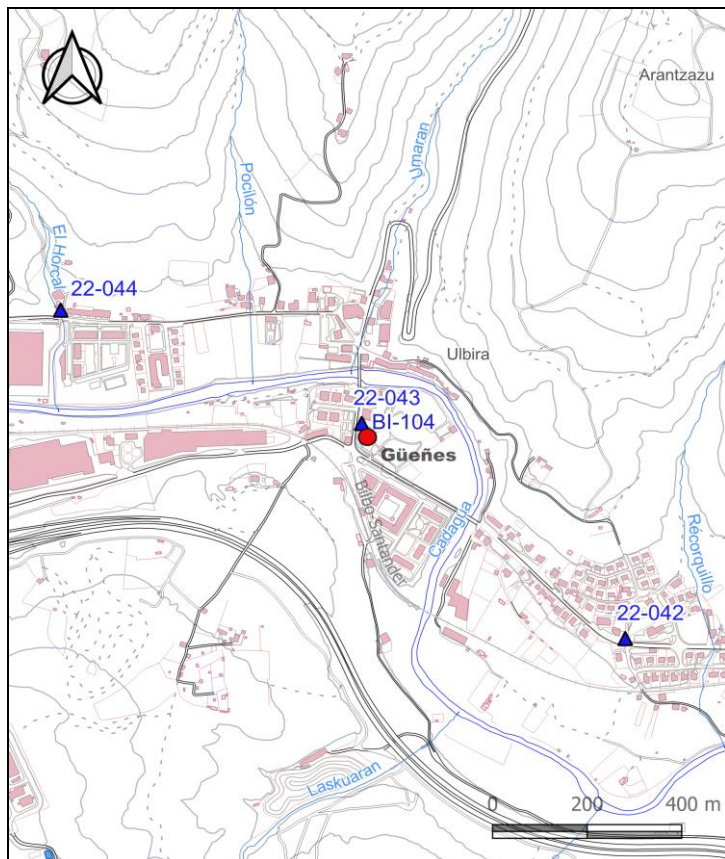 Arantzazu
Umaran
Pocilón
El-Horcal
22-044
Ulbira
22-043
BI-104
Güeñes
Bilbo-Santander
Cadagua
Recorquillo
22-042
Laskuaran
0 200 400 m